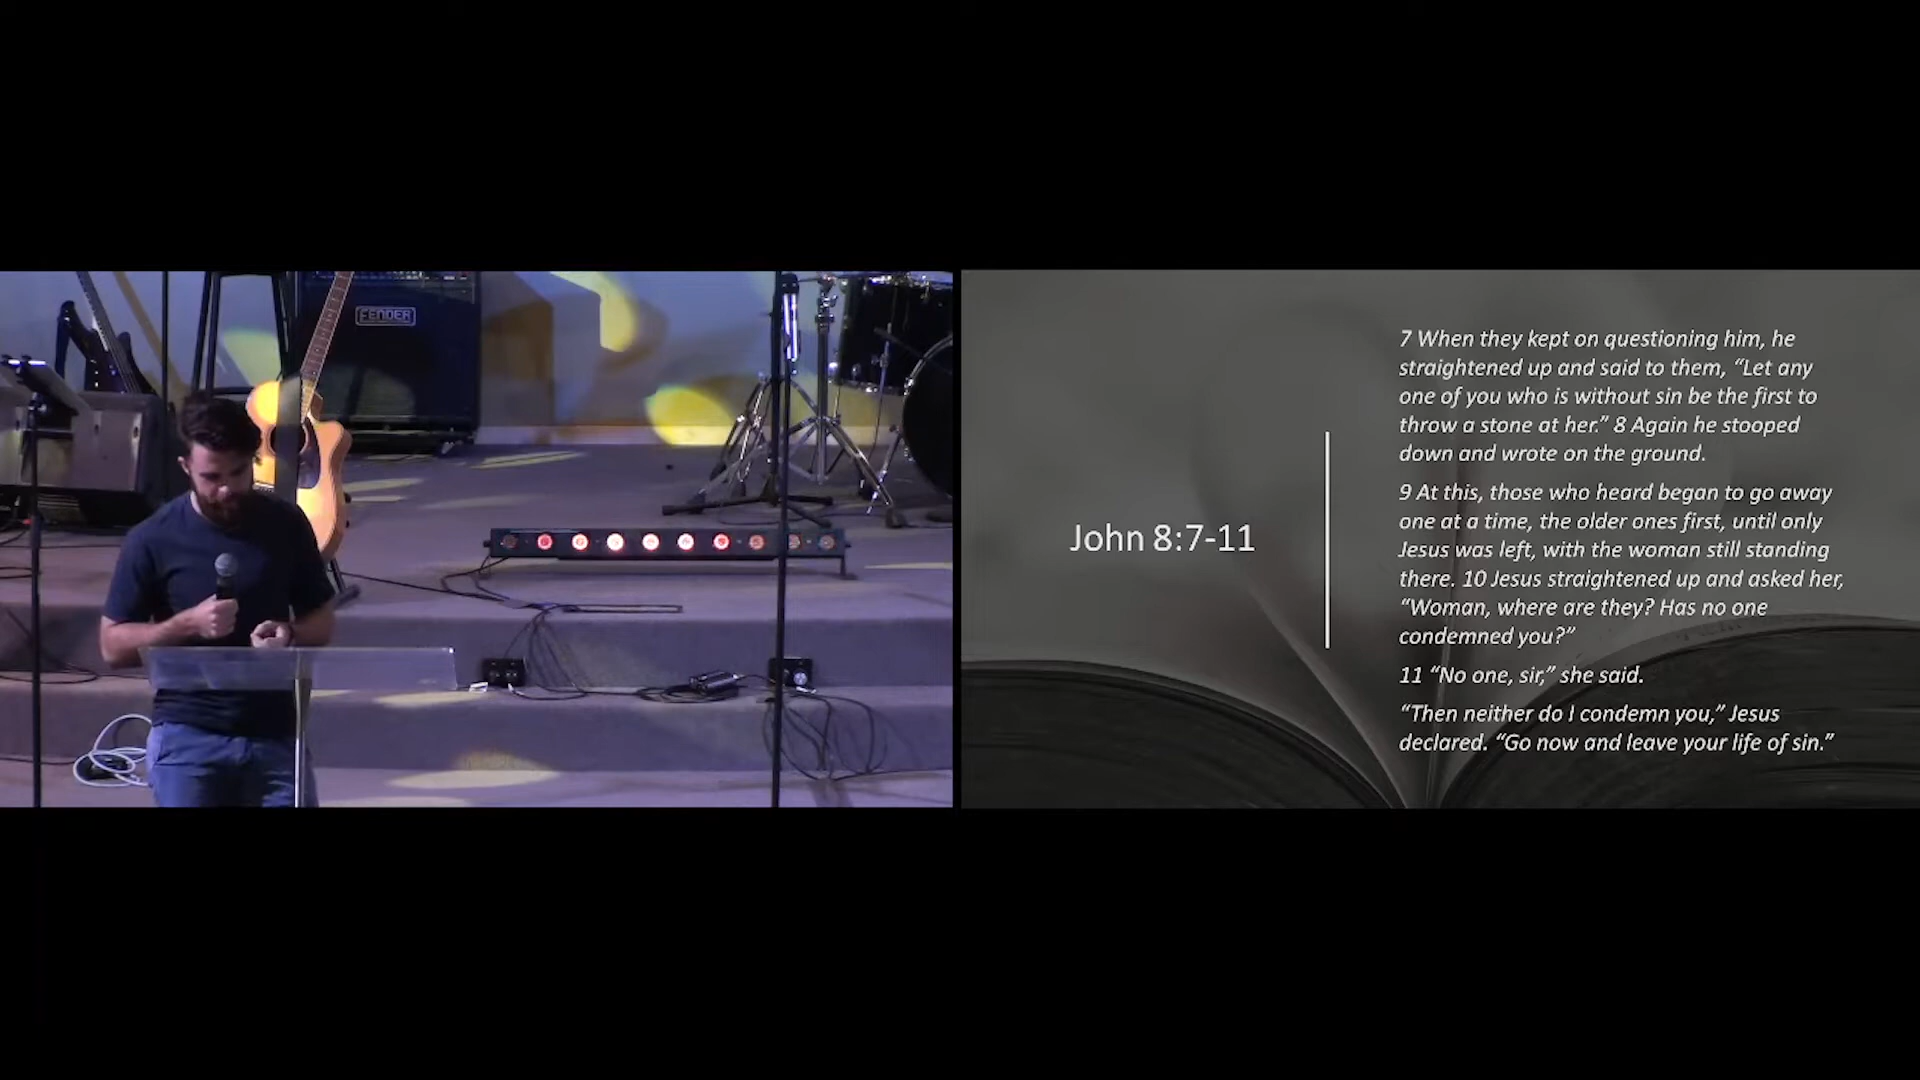 FENDER
John 8:7-11
7 When they kept on questioning him, he
straightened up and said to them, “Let any
one of you who is without sin be the first to
throw a stone at her.” 8 Again he stooped
down and wrote on the ground.
9 At this, those who heard began to go away
one at a time, the older ones first, until only
Jesus was left, with the woman still standing
there. 10 Jesus straightened up and asked her,
“Woman, where are they? Has no one
condemned you?”
11 “No one, sir,” she said.
“Then neither do I condemn you,” Jesus
declared. “Go now and leave your life of sin.”